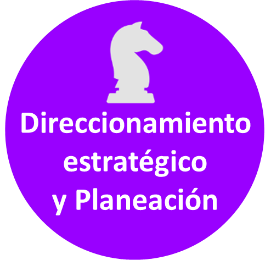 Direccionamiento
estratégico
y Planeación